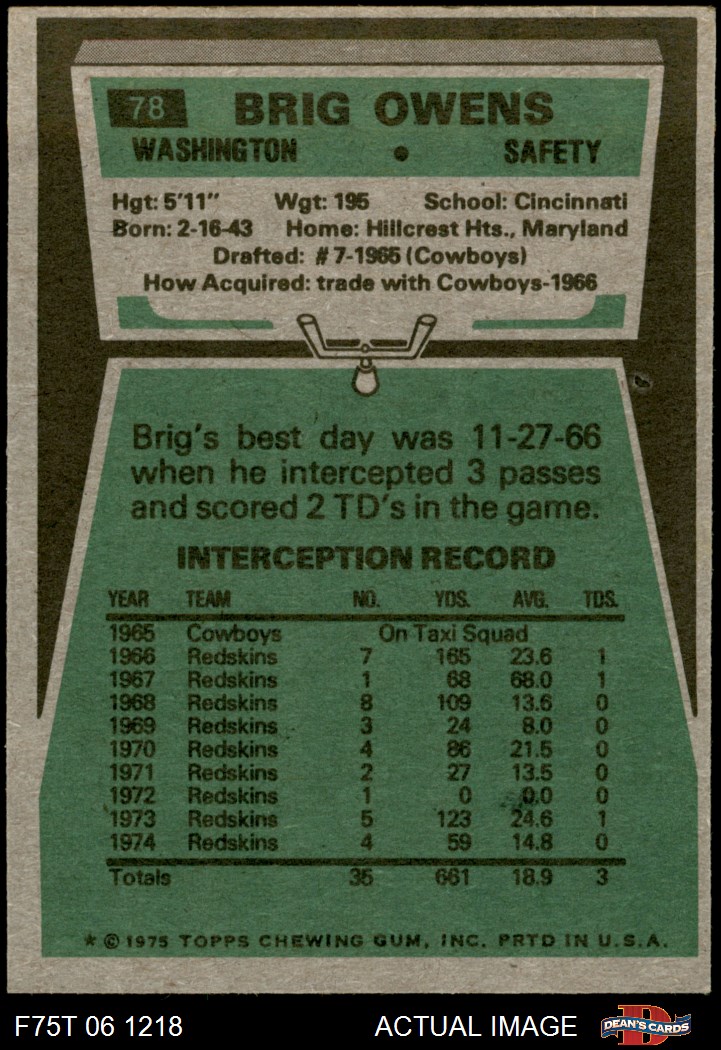 78 BRIG OWENS
WASHINGTON • SAFETY
Hgt: 5'11" Wgt: 195 School: Cincinnati
Born: 2-16-43 Home: Hillcrest Hts., Maryland
Drafted: #7-1965 (Cowboys)
How Acquired: trade with Cowboys-1966
Brig's best day was 11-27-66
when he intercepted 3 passes
and scored 2 TD's in the game.
INTERCEPTION RECORD
YEAR TEAM NO. YDS. AVG. TDS.
1965 Cowboys On Taxi Squad
1966 Redskins 7 165 23.6 1
1967 Redskins 1 68 68.0 1
1968 Redskins 8 109 13.6 0
1969 Redskins 3 24 8.0 0
1970 Redskins 4 86 21.5 0
1971 Redskins 2 27 13.5 0
1972 Redskins 1 0 0.0 0
1973 Redskins 5 123 24.6 1
1974 Redskins 4 59 14.8 0
Totals 35 661 18.9 3
* © 1975 TOPPS CHEWING GUM, INC. PRTD IN U.S.A.
F75T 06 1218 ACTUAL IMAGE D DEAN'S CARDS